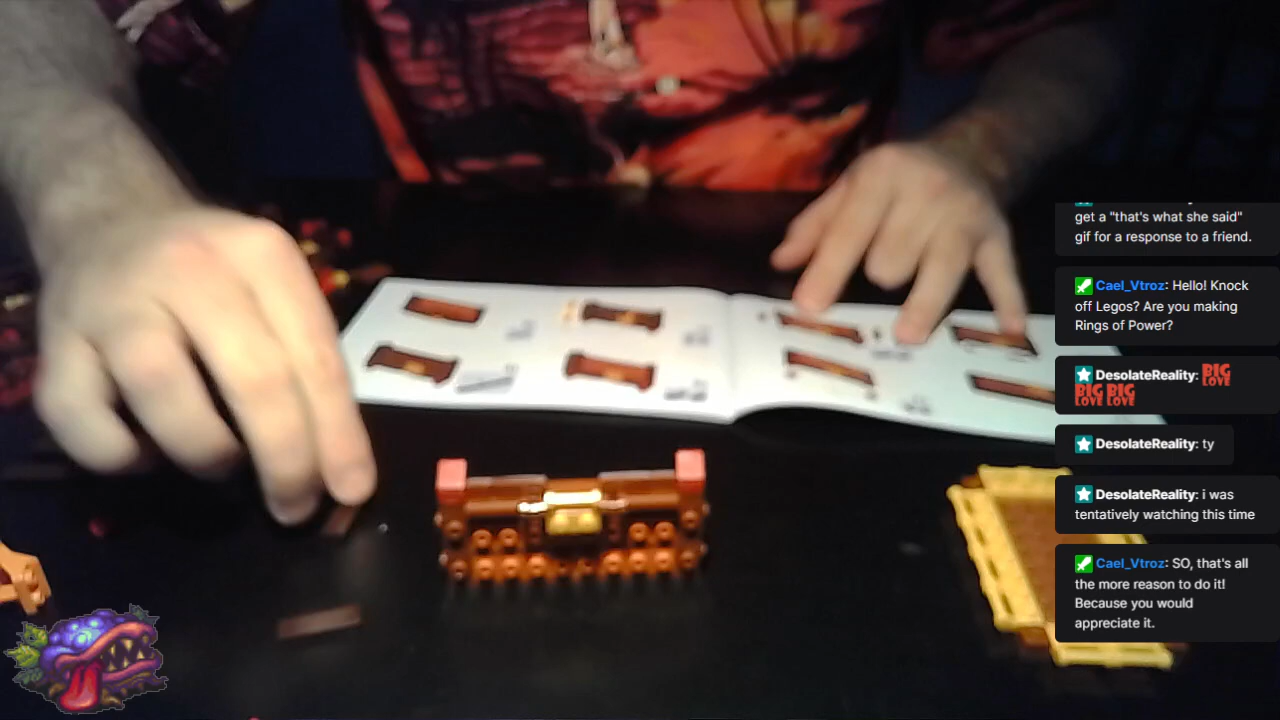 get a "that's what she said"
gif for a response to a friend.
Cael_Vtroz: Hello! Knock
off Legos? Are you making
Rings of Power?
DesolateReality: BIG LOVE
BIG LOVE BIG LOVE
DesolateReality: ty
DesolateReality: i was
tentatively watching this time
Cael_Vtroz: SO, that's all
the more reason to do it!
Because you would
appreciate it.